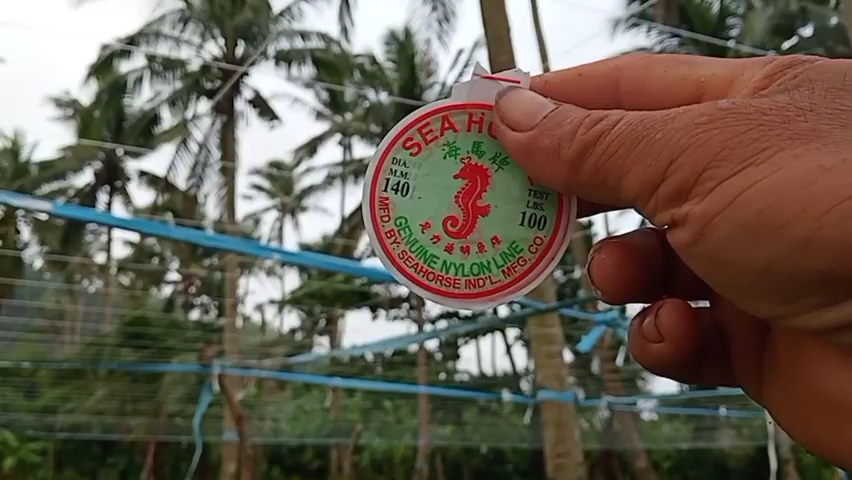 SEA
海馬牌
DIA.
M.M.
140
TEST
LBS.
100
GENUINE NYLON LINE
MFD. BY: SEAHORSE IND'L. MFG. CO.